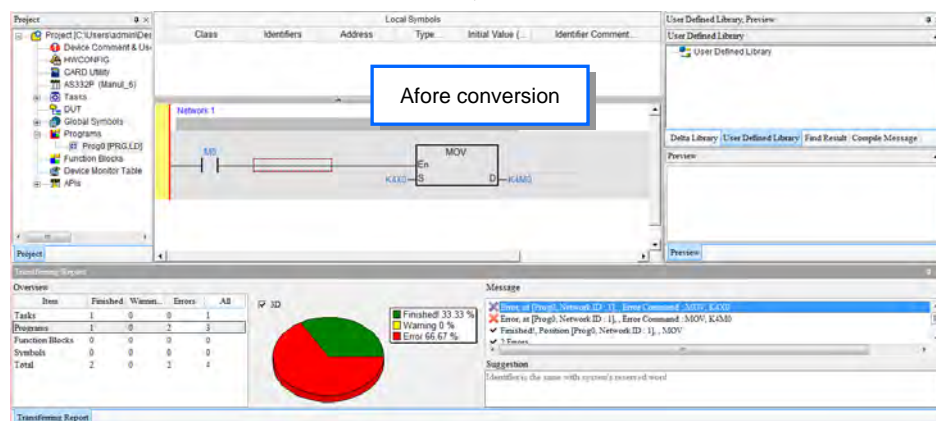 Project
Project [C:\Users\admin\Des
Device Comment & Us
HWCONFIG
CARD Utility
AS332P (Manul_6)
Tasks
DUT
Global Symbols
Programs
Prog0 [PRG,LD]
Function Blocks
Device Monitor Table
APIs
Project
Local Symbols
Class Identifiers Address Type... Initial Value (... Identifier Comment...
Afore conversion
Network 1
M0
MOV
En
K4X0 S D K4M0
User Defined Library, Preview
User Defined Library
User Defined Library
Delta Library User Defined Library Find Result Compile Message
Preview
Preview
Transferring Report
Overview
Item Finished Warnin... Errors All
Tasks 1 0 0 1
Programs 1 0 2 3
Function Blocks 0 0 0 0
Symbols 0 0 0 0
Total 2 0 2 4
3D
Finished! 33.33 %
Warning 0 %
Error 66.67 %
Message
Error, at [Prog0, Network ID : 1], , Error Command : MOV, K4X0
Error, at [Prog0, Network ID : 1], , Error Command : MOV, K4M0
Finished!, Position [Prog0, Network ID : 1], , MOV
2 Errors
Suggestion
Identifier is the same with system's reserved word
Transferring Report